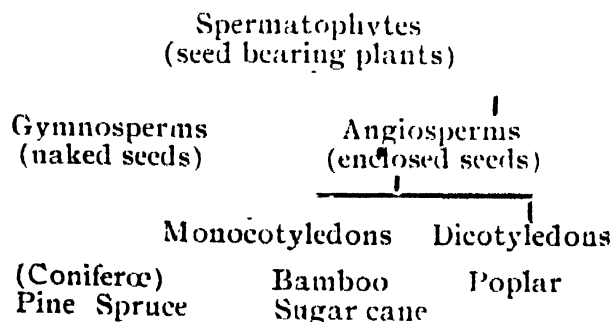 Spermatophytes
(seed bearing plants)
Gymnosperms Angiosperms
(naked seeds) (enclosed seeds)
Monocotyledons Dicotyledons
(Coniferæ) Bamboo Poplar
Pine Spruce Sugar cane